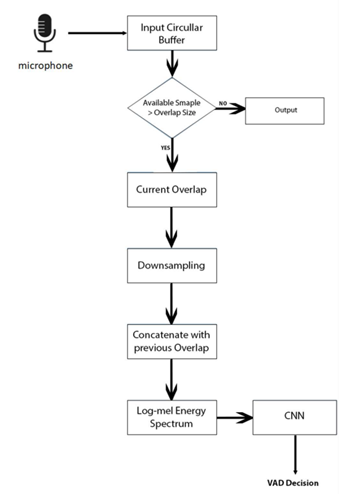 microphone
Input Circullar
Buffer
Available Smaple
> Overlap Size
NO
Output
YES
Current Overlap
Downsampling
Concatenate with
previous Overlap
Log-mel Energy
Spectrum
CNN
VAD Decision